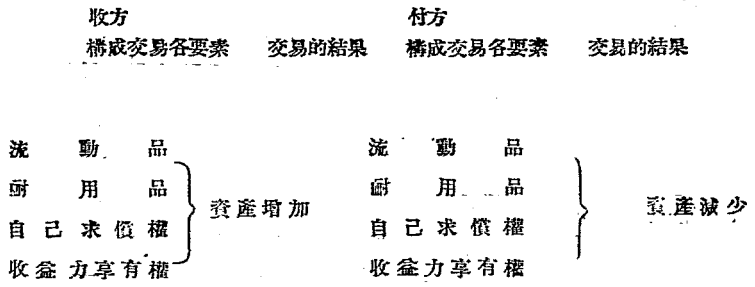 收方 付方
構成交易各要素 交易的結果 構成交易各要素 交易的結果
流動品 流動品
耐用品 耐用品
資產增加 資產減少
自己求償權 自己求償權
收益力享有權 收益力享有權